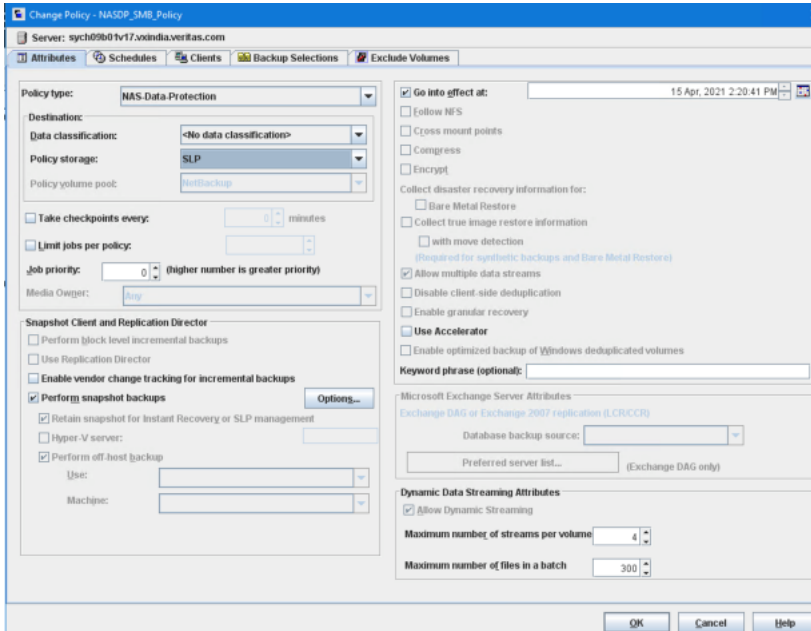 Change Policy - NASDP_SMB_Policy
Server: sych09b01v17.vxindia.veritas.com
Attributes Schedules Clients Backup Selections Exclude Volumes
Policy type: NAS-Data-Protection
Destination:
Data classification: <No data classification>
Policy storage: SLP
Policy volume pool: NetBackup
Take checkpoints every: 0 minutes
Limit jobs per policy:
Job priority: 0 (higher number is greater priority)
Media Owner: Any
Snapshot Client and Replication Director
Perform block level incremental backups
Use Replication Director
Enable vendor change tracking for incremental backups
Perform snapshot backups Options...
Retain snapshot for Instant Recovery or SLP management
Hyper-V server:
Perform off-host backup
Use:
Machine:
Go into effect at: 15 Apr, 2021 2:20:41 PM
Follow NFS
Cross mount points
Compress
Encrypt
Collect disaster recovery information for:
Bare Metal Restore
Collect true image restore information
with move detection
(Required for synthetic backups and Bare Metal Restore)
Allow multiple data streams
Disable client-side deduplication
Enable granular recovery
Use Accelerator
Enable optimized backup of Windows deduplicated volumes
Keyword phrase (optional):
Microsoft Exchange Server Attributes
Exchange DAG or Exchange 2007 replication (LCR/CCR)
Database backup source:
Preferred server list... (Exchange DAG only)
Dynamic Data Streaming Attributes
Allow Dynamic Streaming
Maximum number of streams per volume 4
Maximum number of files in a batch 300
OK Cancel Help